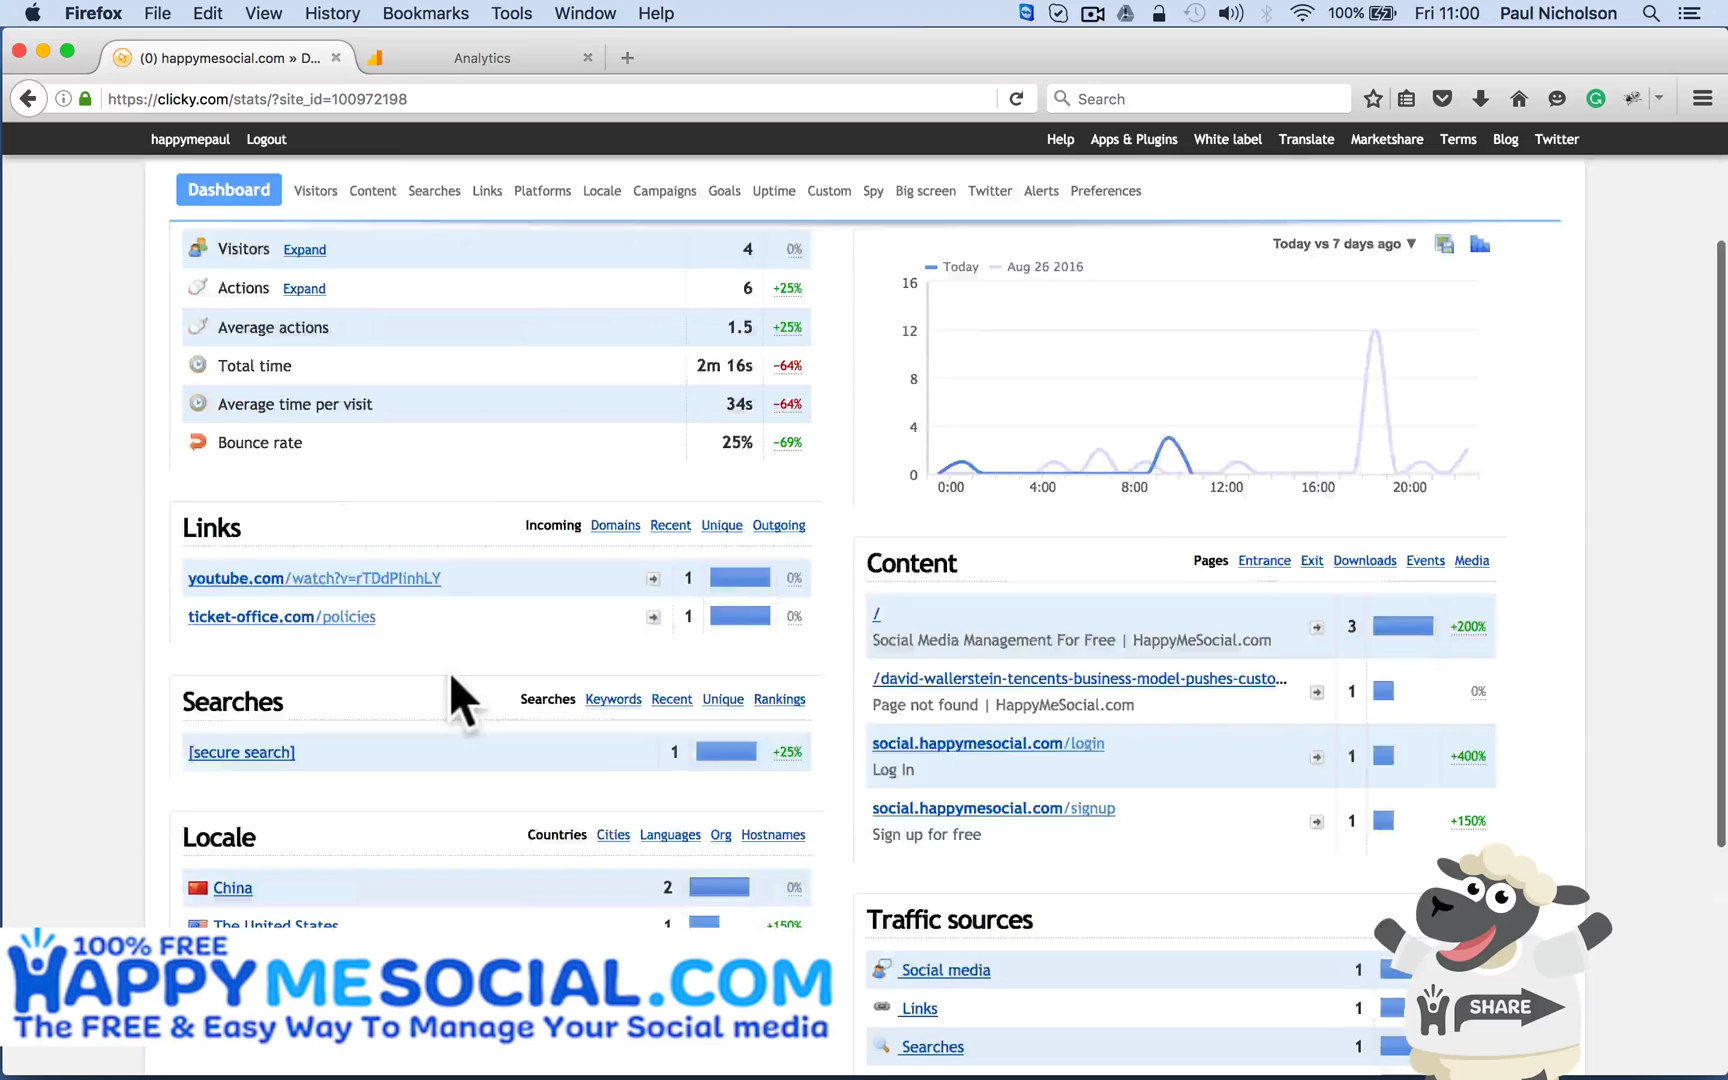 Firefox File Edit View History Bookmarks Tools Window Help 100% Fri 11:00 Paul Nicholson
(0) happymesocial.com » D... Analytics
https://clicky.com/stats/?site_id=100972198 Search
happymepaul Logout Help Apps & Plugins White label Translate Marketshare Terms Blog Twitter
Dashboard Visitors Content Searches Links Platforms Locale Campaigns Goals Uptime Custom Spy Big screen Twitter Alerts Preferences
Visitors Expand 4 0%
Actions Expand 6 +25%
Average actions 1.5 +25%
Total time 2m 16s -64%
Average time per visit 34s -64%
Bounce rate 25% -69%
Today vs 7 days ago ▼
Today Aug 26 2016
16
12
8
4
0
0:00 4:00 8:00 12:00 16:00 20:00
Links Incoming Domains Recent Unique Outgoing
youtube.com/watch?v=rTDdPIinhLY 1 0%
ticket-office.com/policies 1 0%
Searches Searches Keywords Recent Unique Rankings
[secure search] 1 +25%
Locale Countries Cities Languages Org Hostnames
China 2 0%
The United States 1 +150%
Content Pages Entrance Exit Downloads Events Media
/ 3 +200%
Social Media Management For Free | HappyMeSocial.com
/david-wallerstein-tencents-business-model-pushes-custo... 1 0%
Page not found | HappyMeSocial.com
social.happymesocial.com/login 1 +400%
Log In
social.happymesocial.com/signup 1 +150%
Sign up for free
Traffic sources
Social media 1
Links 1
Searches 1
100% FREE
HAPPYMESOCIAL.COM
The FREE & Easy Way To Manage Your Social media
SHARE